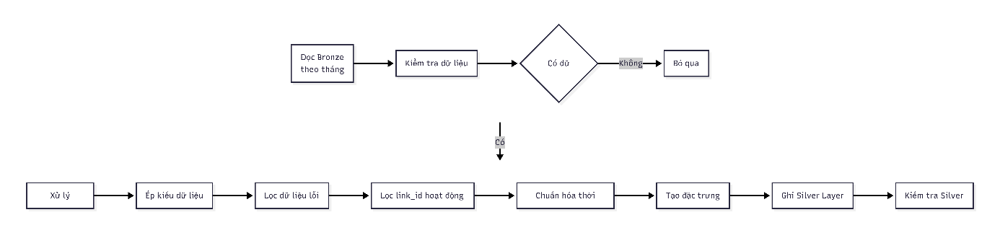 Đọc Bronze
theo tháng
Kiểm tra dữ liệu
Có dữ
Không
Bỏ qua
Có
Xử lý
Ép kiểu dữ liệu
Lọc dữ liệu lỗi
Lọc link_id hoạt động
Chuẩn hóa thời
Tạo đặc trưng
Ghi Silver Layer
Kiểm tra Silver